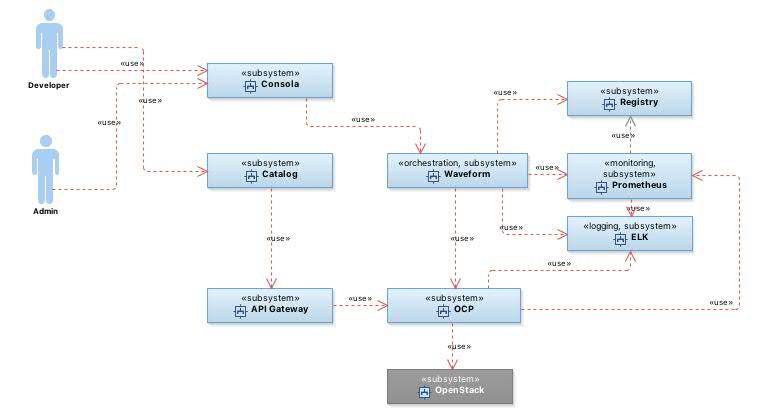 Developer
«use»
«use»
«use»
Admin
«subsystem»
Consola
«use»
«use»
«subsystem»
Registry
«use»
«subsystem»
Catalog
«orchestration, subsystem»
Waveform
«use»
«monitoring,
subsystem»
Prometheus
«use»
«logging, subsystem»
ELK
«use»
«use»
«use»
«use»
«subsystem»
API Gateway
«use»
«subsystem»
OCP
«use»
«use»
«subsystem»
OpenStack